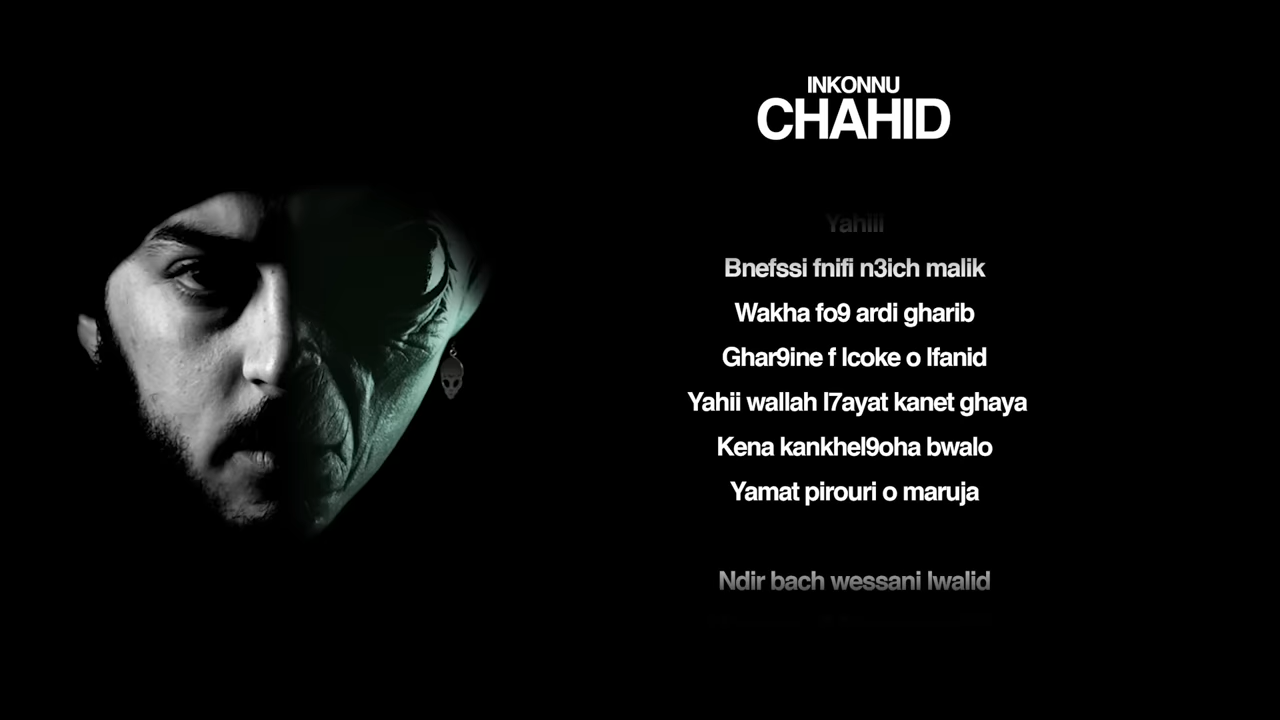 INKONNU
CHAHID
Yahiii
Bnefssi fnifi n3ich malik
Wakha fo9 ardi gharib
Ghar9ine f lcoke o lfanid
Yahii wallah l7ayat kanet ghaya
Kena kankhel9oha bwalo
Yamat pirouri o maruja
Ndir bach wessani lwalid